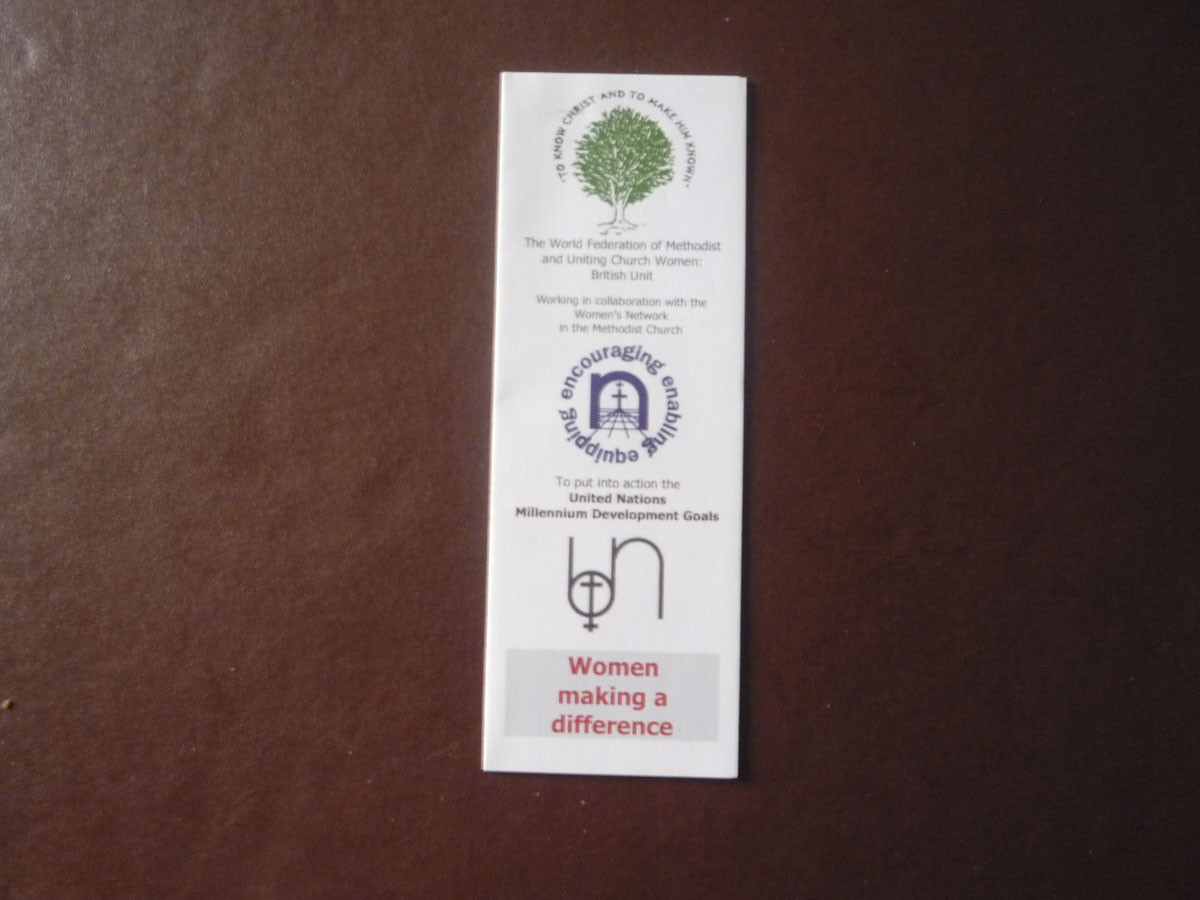 ·TO KNOW CHRIST AND TO MAKE HIM KNOWN·
The World Federation of Methodist
and Uniting Church Women:
British Unit
Working in collaboration with the
Women's Network
in the Methodist Church
encouraging enabling equipping
n
To put into action the
United Nations
Millennium Development Goals
Women
making a
difference